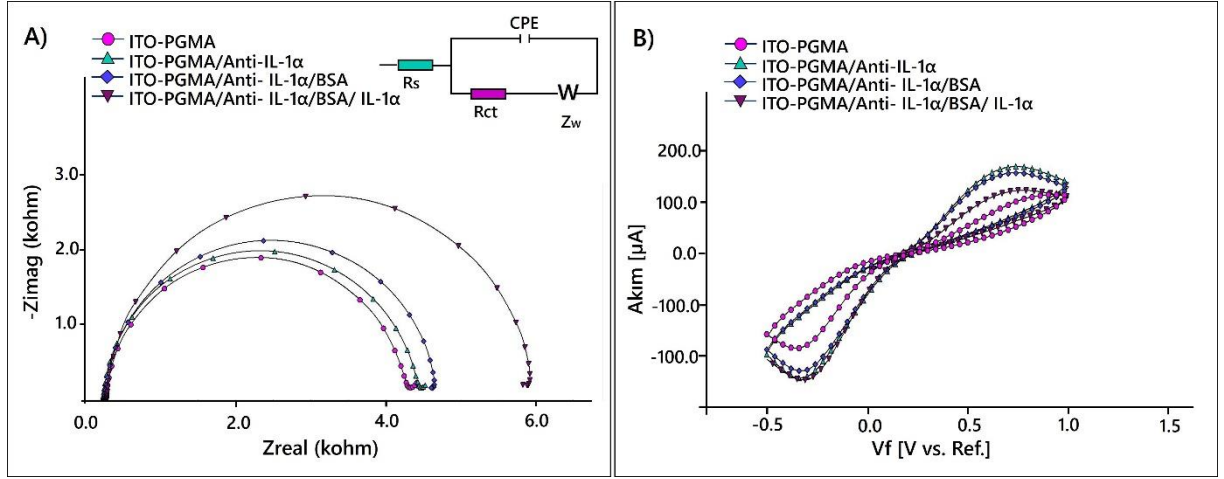 A)
ITO-PGMA
ITO-PGMA/Anti-IL-1α
ITO-PGMA/Anti- IL-1α/BSA
ITO-PGMA/Anti- IL-1α/BSA/ IL-1α
CPE
Rs
Rct
W
Zw
-Zimag (kohm)
3.0
2.0
1.0
0.0
2.0
4.0
6.0
Zreal (kohm)
B)
ITO-PGMA
ITO-PGMA/Anti-IL-1α
ITO-PGMA/Anti- IL-1α/BSA
ITO-PGMA/Anti- IL-1α/BSA/ IL-1α
Akım [µA]
200.0
100.0
0.0
-100.0
-100.0
-0.5
0.0
0.5
1.0
1.5
Vf [V vs. Ref.]